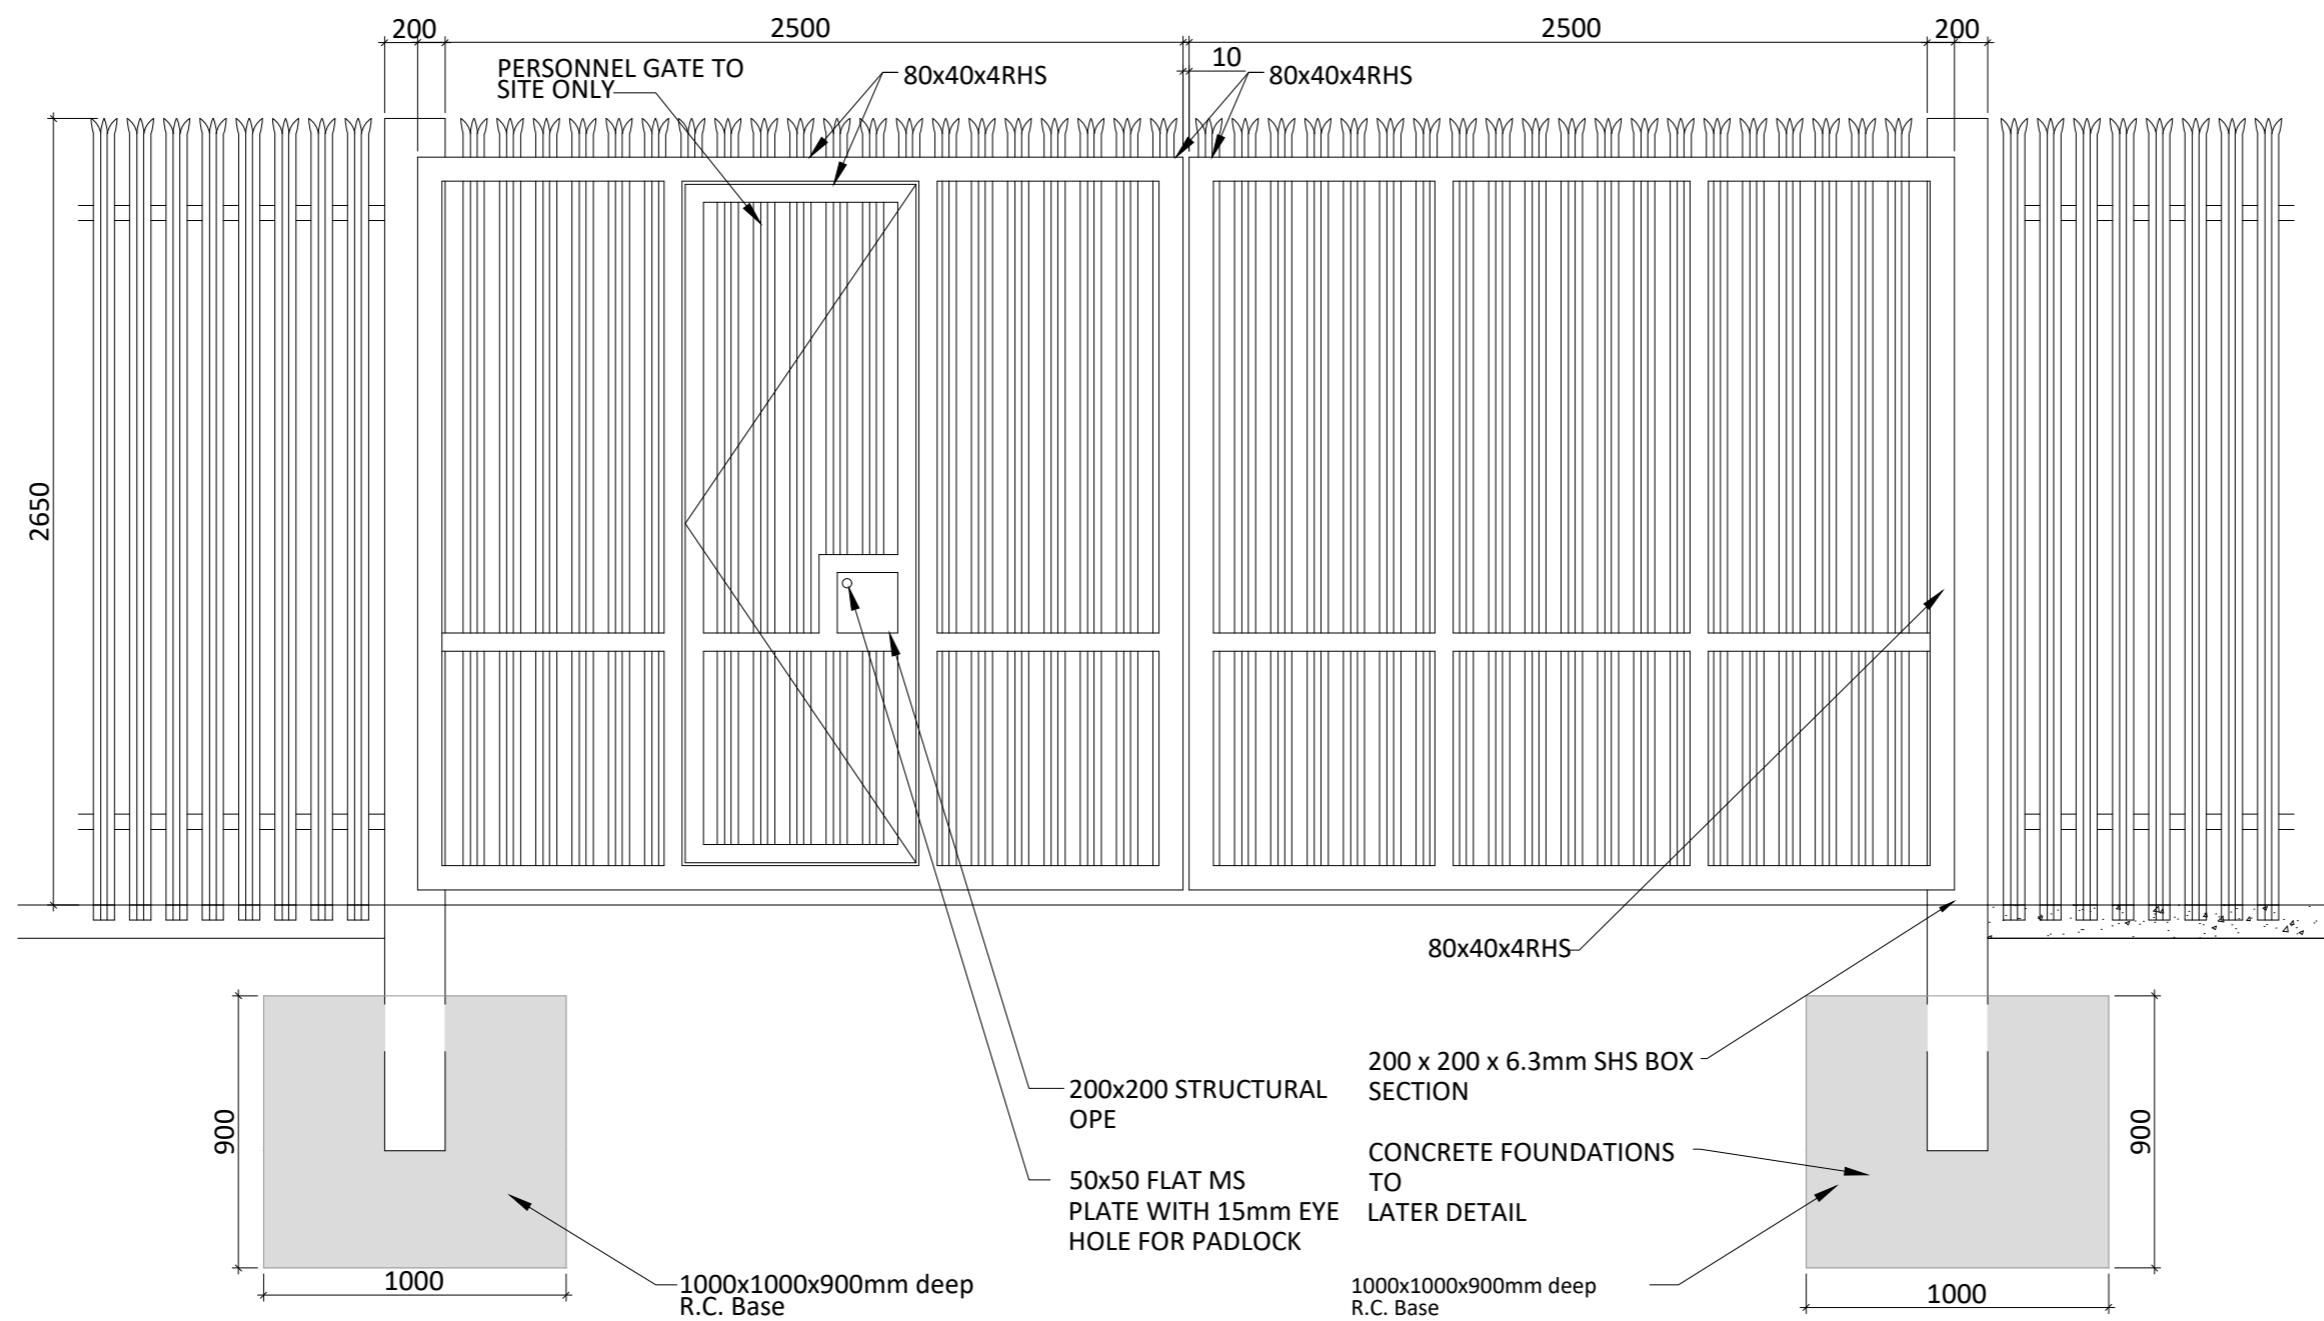 200
2500
2500
200
10
PERSONNEL GATE TO
SITE ONLY
80x40x4RHS
80x40x4RHS
2650
80x40x4RHS
200x200 STRUCTURAL
OPE
200 x 200 x 6.3mm SHS BOX
SECTION
50x50 FLAT MS
PLATE WITH 15mm EYE
HOLE FOR PADLOCK
CONCRETE FOUNDATIONS
TO
LATER DETAIL
900
900
1000x1000x900mm deep
R.C. Base
1000x1000x900mm deep
R.C. Base
1000
1000